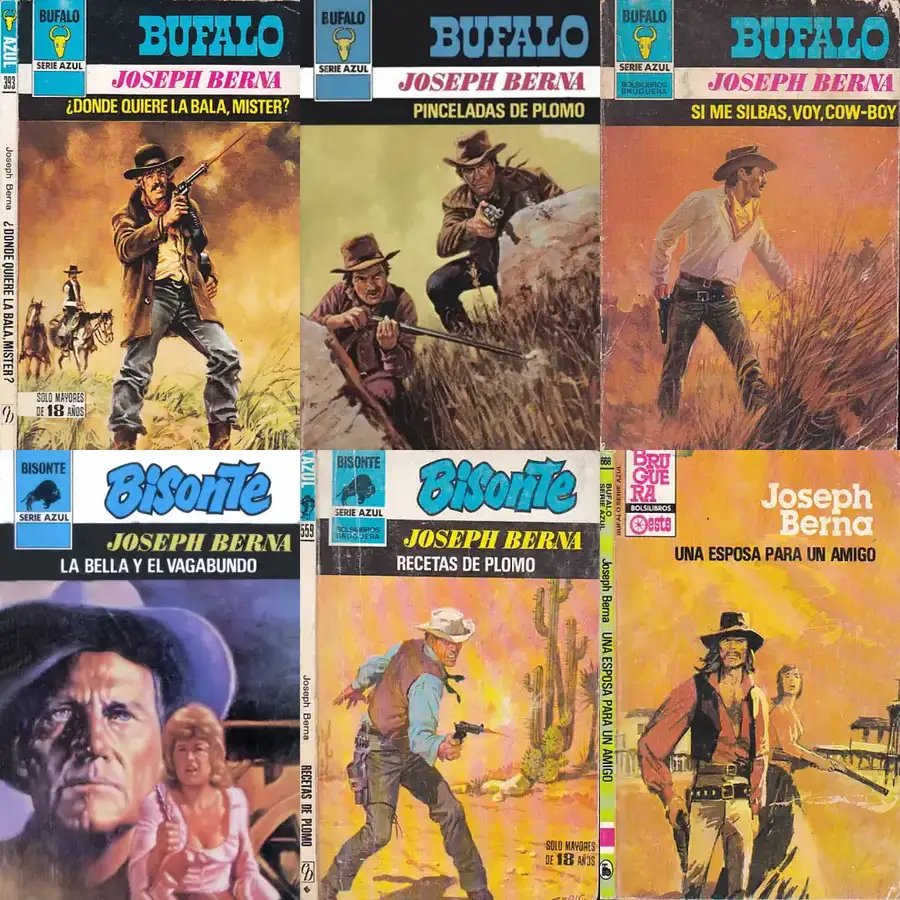 BUFALO
SERIE AZUL
BUFALO
JOSEPH BERNA
¿DONDE QUIERE LA BALA, MISTER?
AZUL
393
Joseph Berna
¿DONDE QUIERE LA BALA, MISTER?
SOLO MAYORES
DE 18 AÑOS
BUFALO
SERIE AZUL
BUFALO
JOSEPH BERNA
PINCELADAS DE PLOMO
BUFALO
SERIE AZUL
BOLSILIBROS
BRUGUERA
BUFALO
JOSEPH BERNA
SI ME SILBAS, VOY, COW-BOY
BISONTE
SERIE AZUL
BISONTE
JOSEPH BERNA
LA BELLA Y EL VAGABUNDO
AZUL
559
Joseph Berna
RECETAS DE PLOMO
BISONTE
SERIE AZUL
BOLSILIBROS
BRUGUERA
BISONTE
JOSEPH BERNA
RECETAS DE PLOMO
SOLO MAYORES
DE 18 AÑOS
668
BUFALO
SERIE AZUL
Joseph Berna
UNA ESPOSA PARA UN AMIGO
BRU
GUE
RA
BOLSILIBROS
Oeste
Joseph
Berna
UNA ESPOSA PARA UN AMIGO